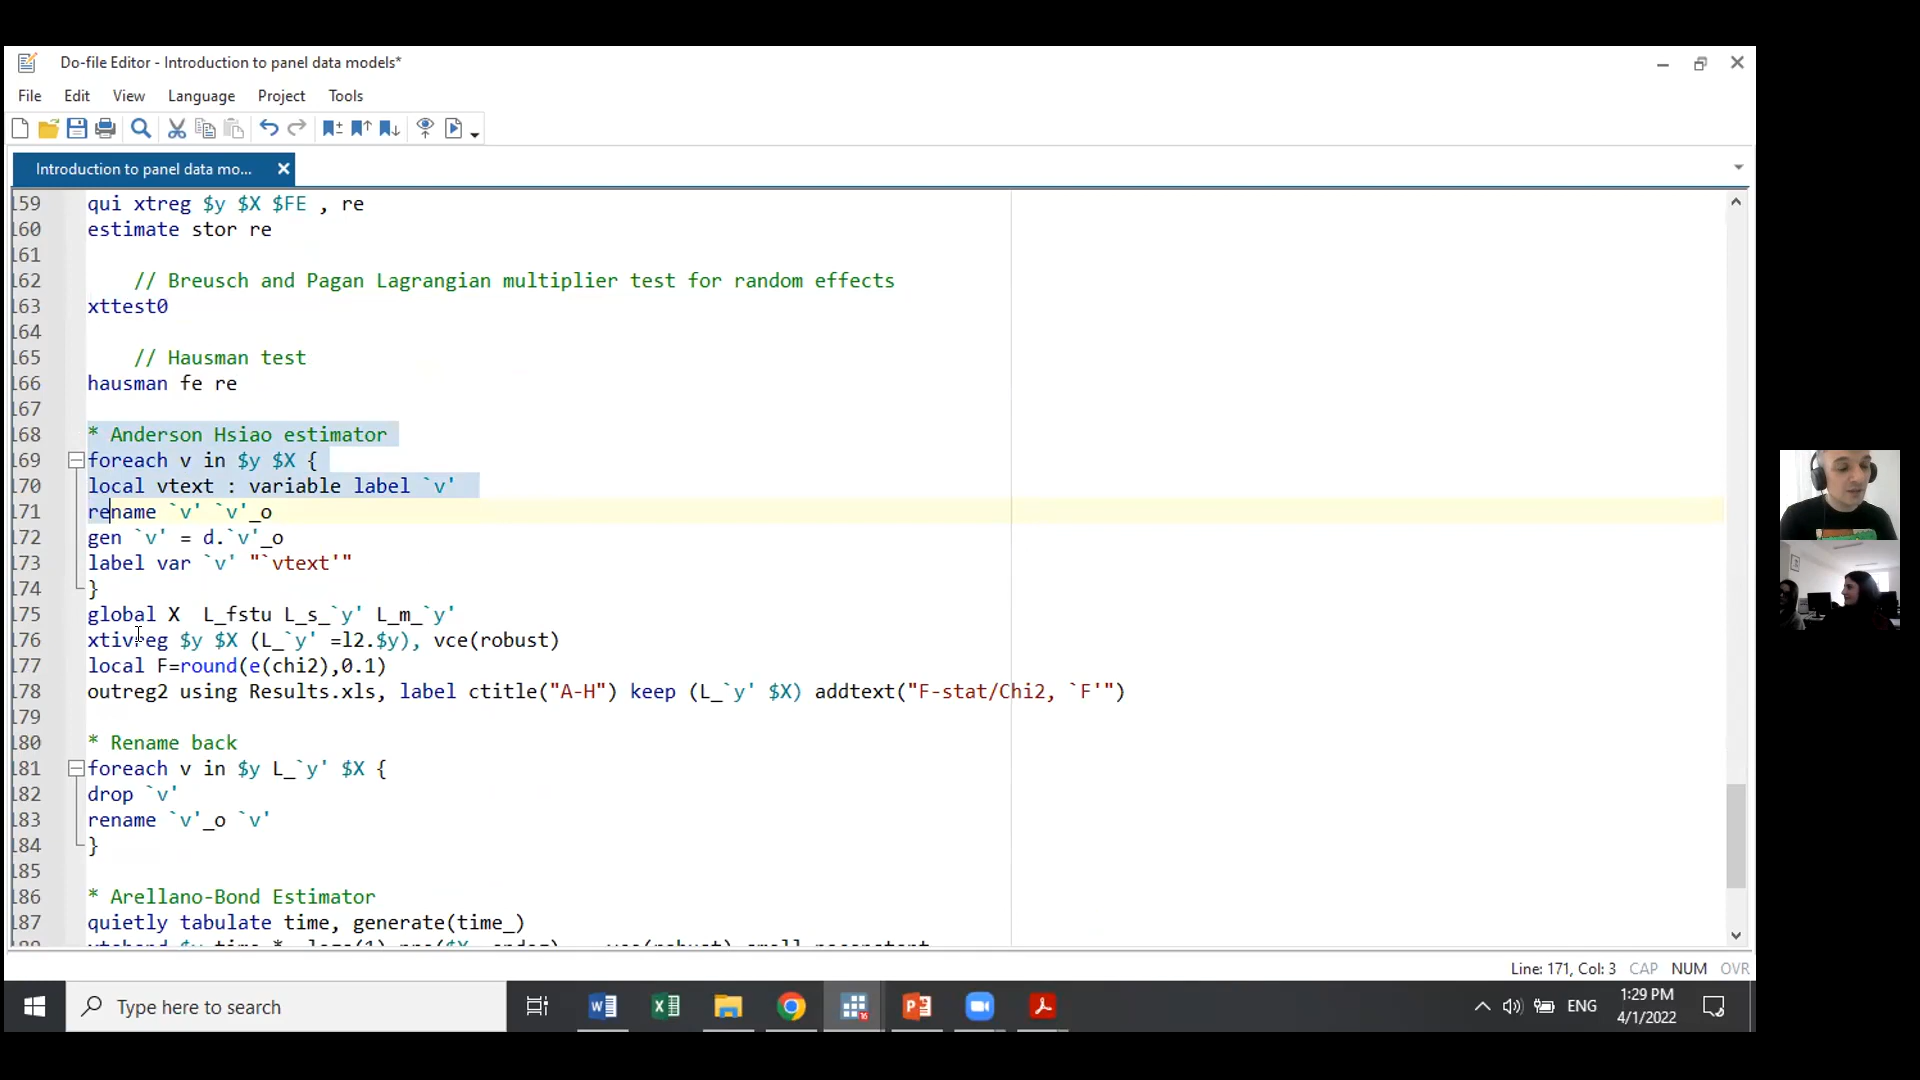 Do-file Editor - Introduction to panel data models*
File Edit View Language Project Tools
Introduction to panel data mo...
159 qui xtreg $y $X $FE , re
160 estimate stor re
161
162 // Breusch and Pagan Lagrangian multiplier test for random effects
163 xttest0
164
165 // Hausman test
166 hausman fe re
167
168 * Anderson Hsiao estimator
169 foreach v in $y $X {
170 local vtext : variable label `v'
171 rename `v' `v'_o
172 gen `v' = d.`v'_o
173 label var `v' "`vtext'"
174 }
175 global X  L_fstu L_s_`y' L_m_`y'
176 xtivreg $y $X (L_`y' =l2.$y), vce(robust)
177 local F=round(e(chi2),0.1)
178 outreg2 using Results.xls, label ctitle("A-H") keep (L_`y' $X) addtext("F-stat/Chi2, `F'")
179
180 * Rename back
181 foreach v in $y L_`y' $X {
182 drop `v'
183 rename `v'_o `v'
184 }
185
186 * Arellano-Bond Estimator
187 quietly tabulate time, generate(time_)
Line: 171, Col: 3 CAP NUM OVR
Type here to search
ENG
1:29 PM
4/1/2022